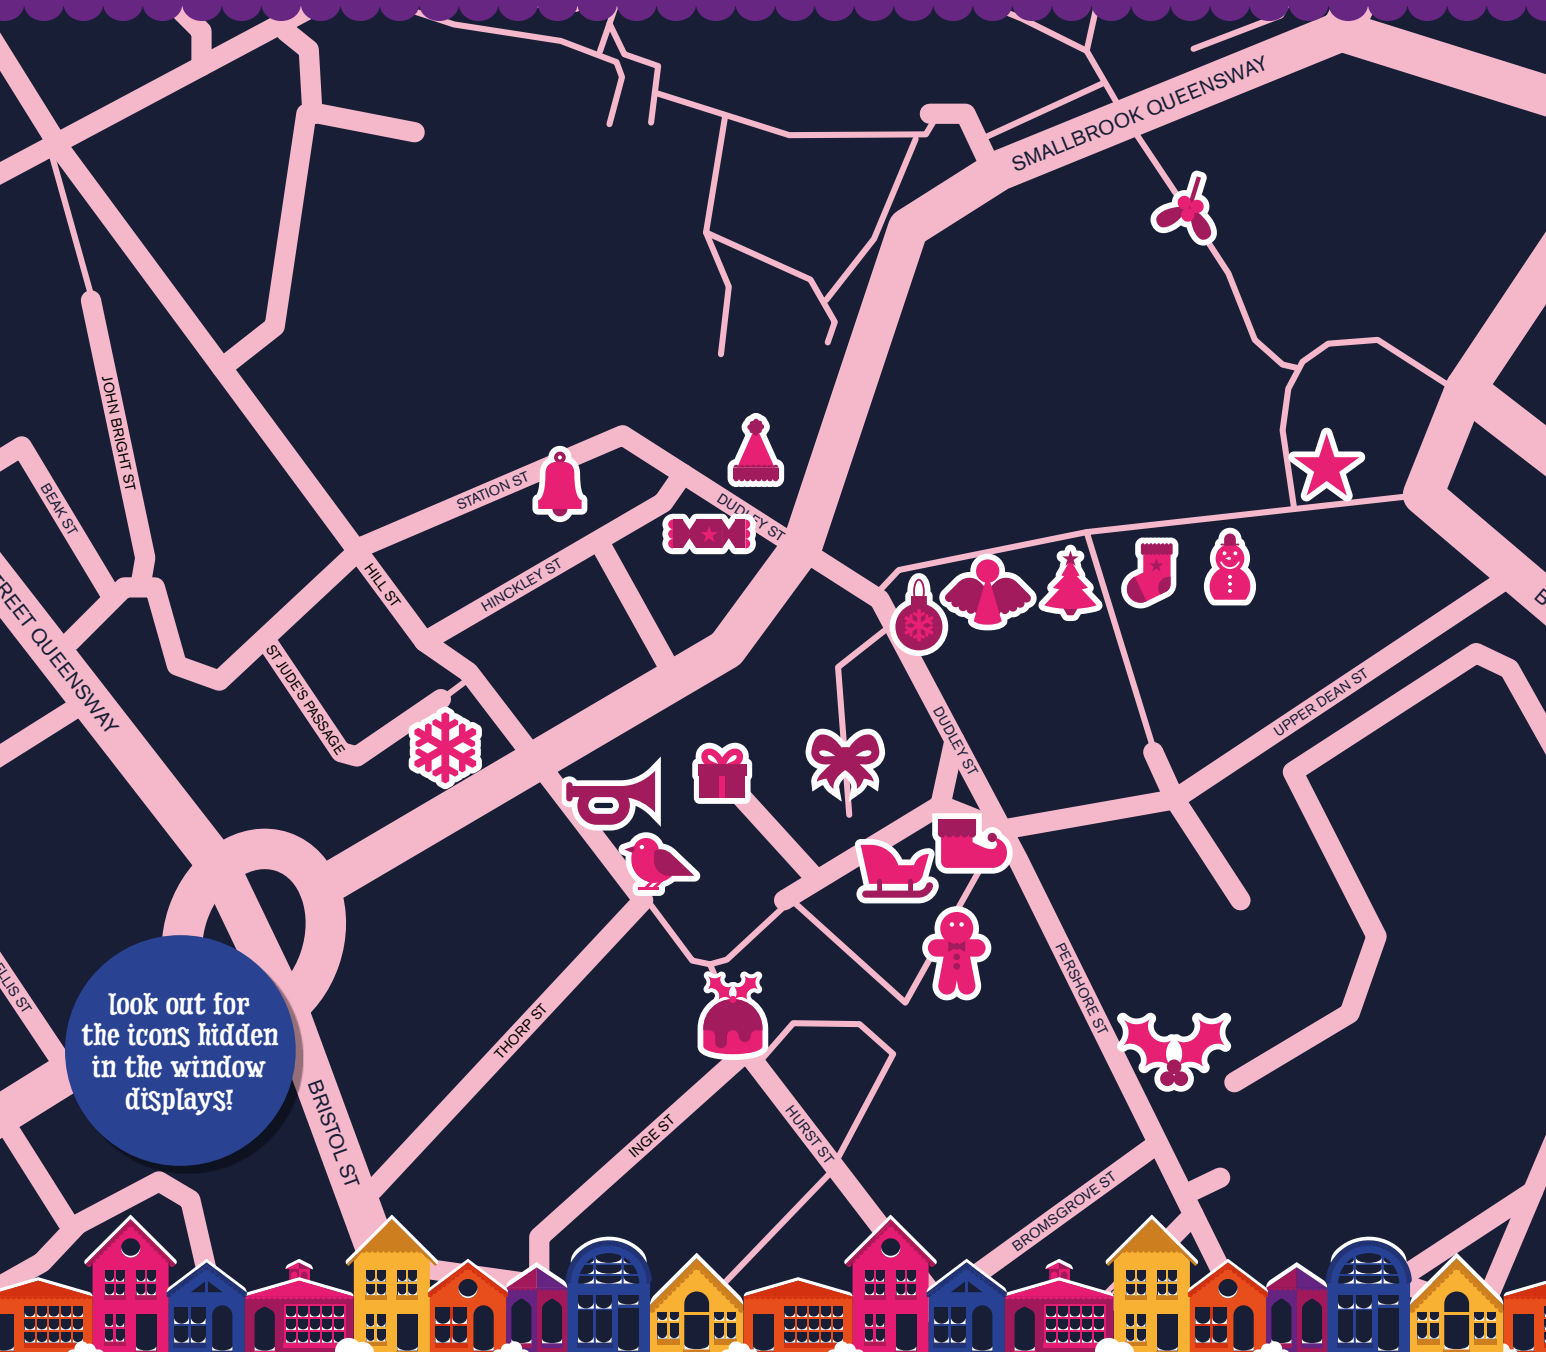 SMALLBROOK QUEENSWAY
JOHN BRIGHT ST
BEAK ST
STATION ST
DUDLEY ST
HINCKLEY ST
HILL ST
ST JUDE'S PASSAGE
TREET QUEENSWAY
DUDLEY ST
UPPER DEAN ST
ELLIS ST
look out for
the icons hidden
in the window
displays!
THORP ST
PERSHORE ST
BRISTOL ST
INGE ST
HURST ST
BROMSGROVE ST